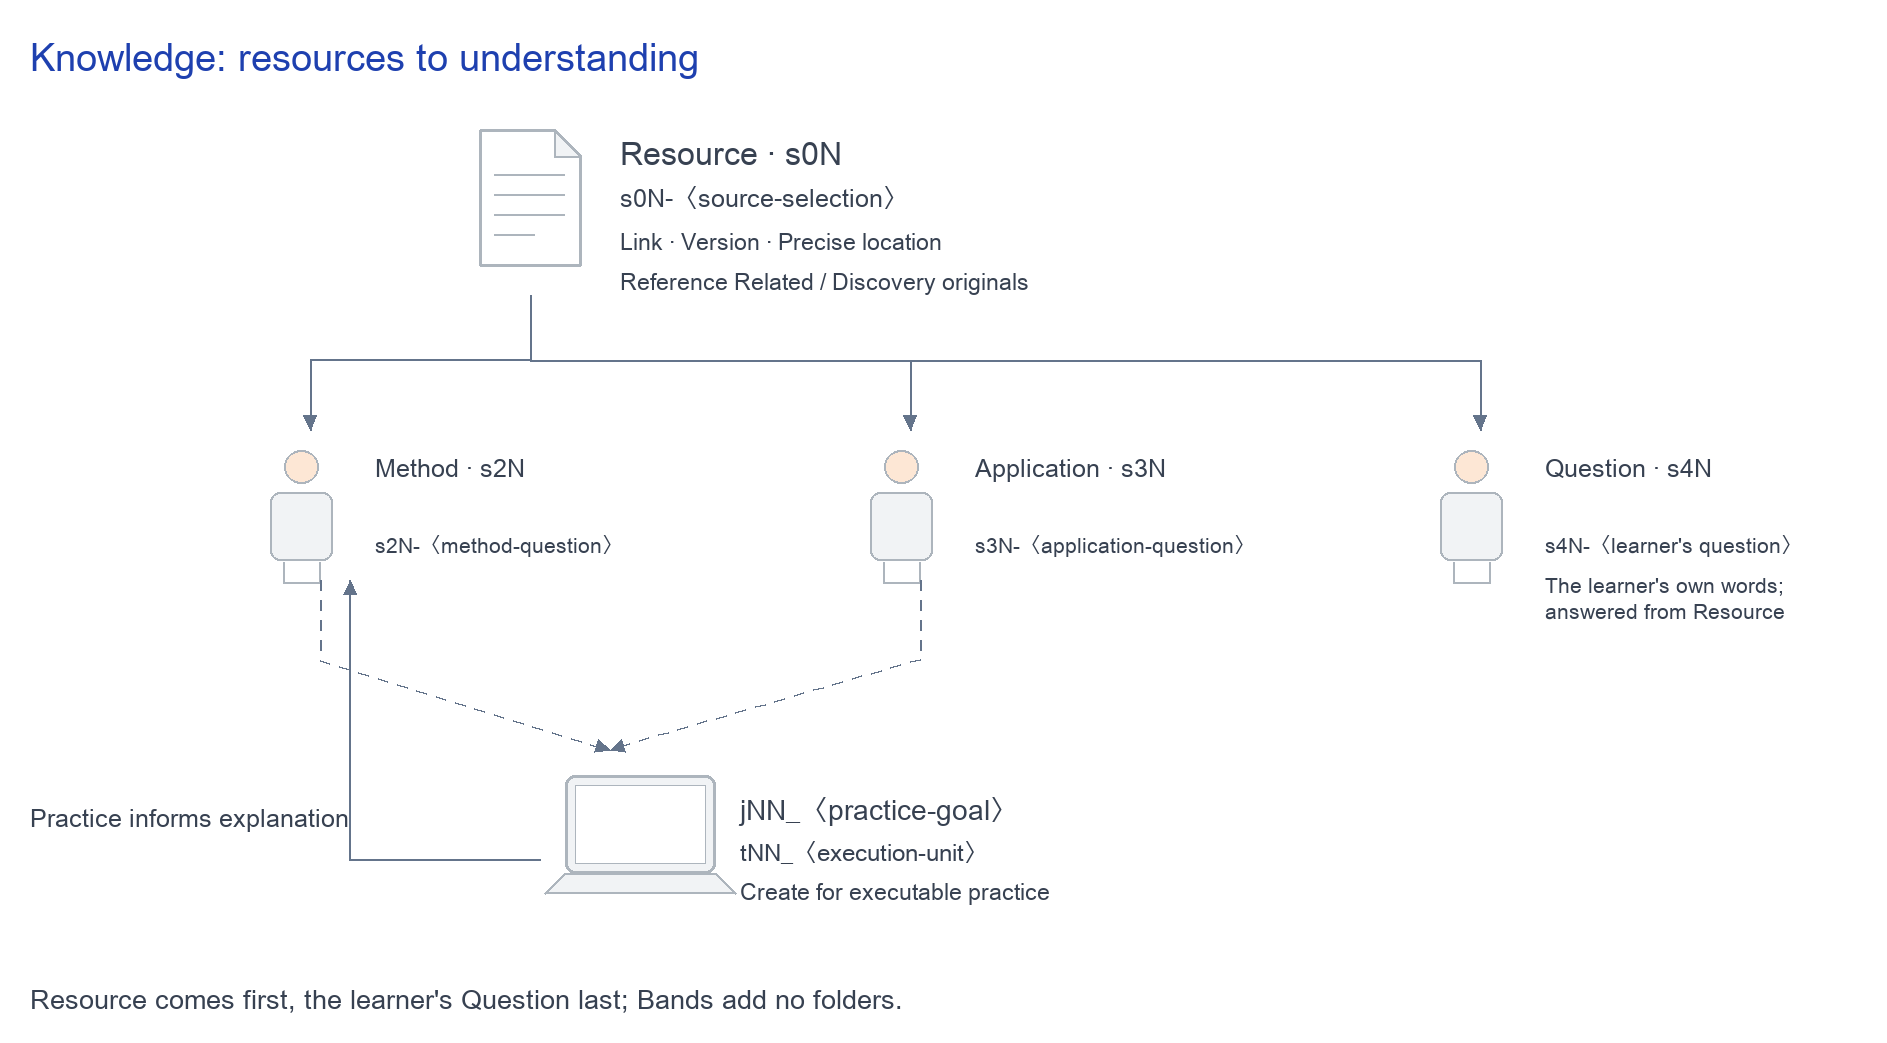 Knowledge: resources to understanding
Resource · s0N
s0N-〈source-selection〉
Link · Version · Precise location
Reference Related / Discovery originals
Method · s2N
s2N-〈method-question〉
Application · s3N
s3N-〈application-question〉
Question · s4N
s4N-〈learner's question〉
The learner's own words;
answered from Resource
Practice informs explanation
jNN_〈practice-goal〉
tNN_〈execution-unit〉
Create for executable practice
Resource comes first, the learner's Question last; Bands add no folders.